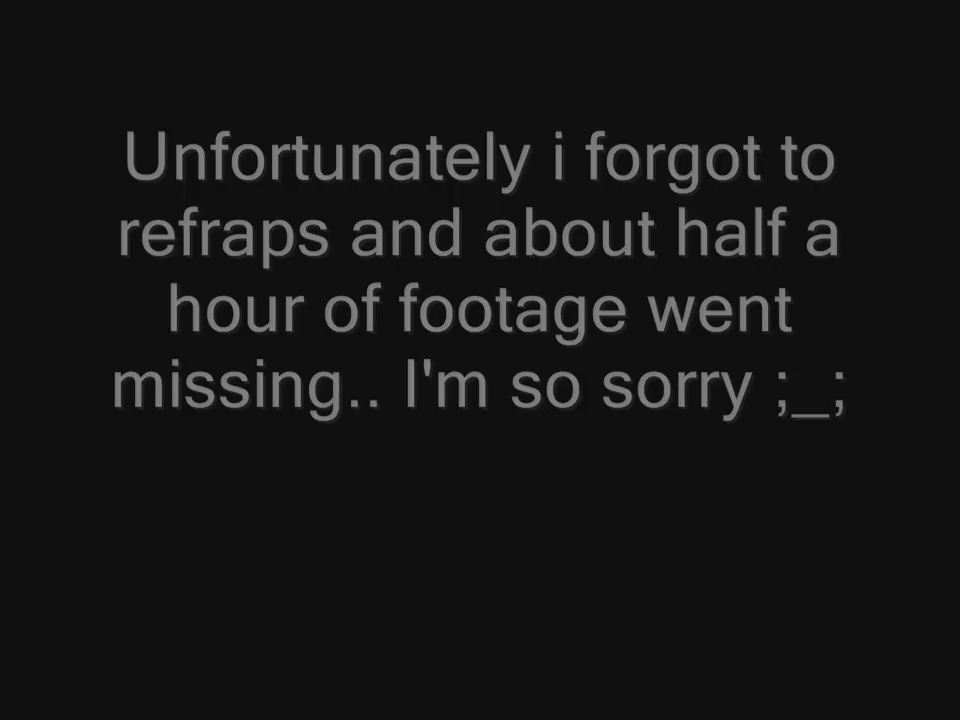 Unfortunately i forgot to
refraps and about half a
hour of footage went
missing.. I'm so sorry ;_;